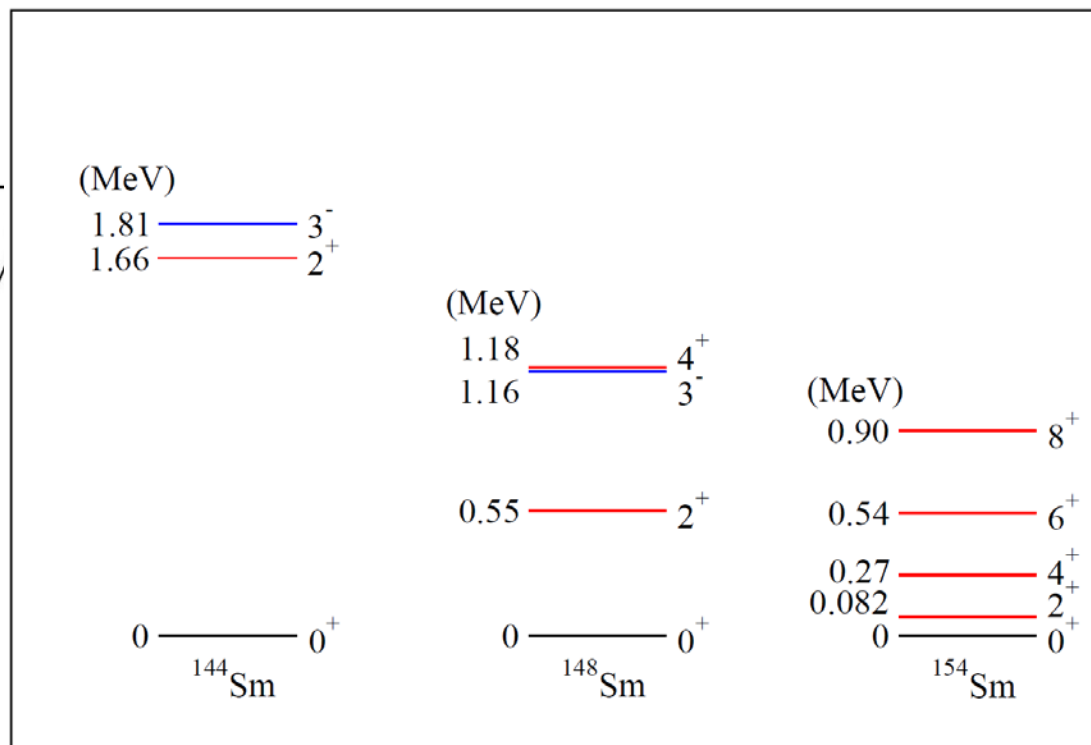 (MeV)
1.81 3⁻
1.66 2⁺
0 0⁺
¹⁴⁴Sm
(MeV)
1.18 4⁺
1.16 3⁻
0.55 2⁺
0 0⁺
¹⁴⁸Sm
(MeV)
0.90 8⁺
0.54 6⁺
0.27 4⁺
0.082 2⁺
0 0⁺
¹⁵⁴Sm